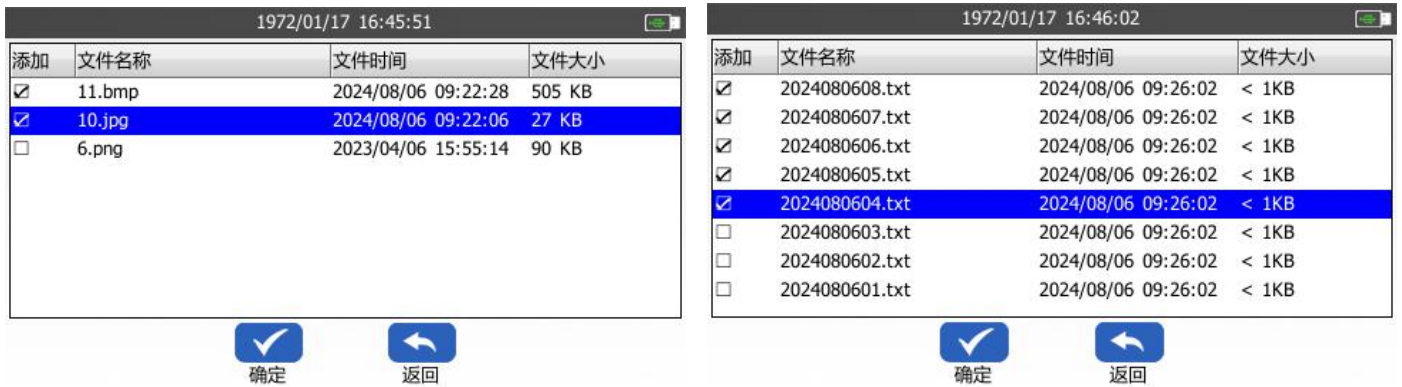 1972/01/17 16:45:51
添加 文件名称 文件时间 文件大小
11.bmp 2024/08/06 09:22:28 505 KB
10.jpg 2024/08/06 09:22:06 27 KB
6.png 2023/04/06 15:55:14 90 KB
确定 返回
1972/01/17 16:46:02
添加 文件名称 文件时间 文件大小
2024080608.txt 2024/08/06 09:26:02 < 1KB
2024080607.txt 2024/08/06 09:26:02 < 1KB
2024080606.txt 2024/08/06 09:26:02 < 1KB
2024080605.txt 2024/08/06 09:26:02 < 1KB
2024080604.txt 2024/08/06 09:26:02 < 1KB
2024080603.txt 2024/08/06 09:26:02 < 1KB
2024080602.txt 2024/08/06 09:26:02 < 1KB
2024080601.txt 2024/08/06 09:26:02 < 1KB
确定 返回